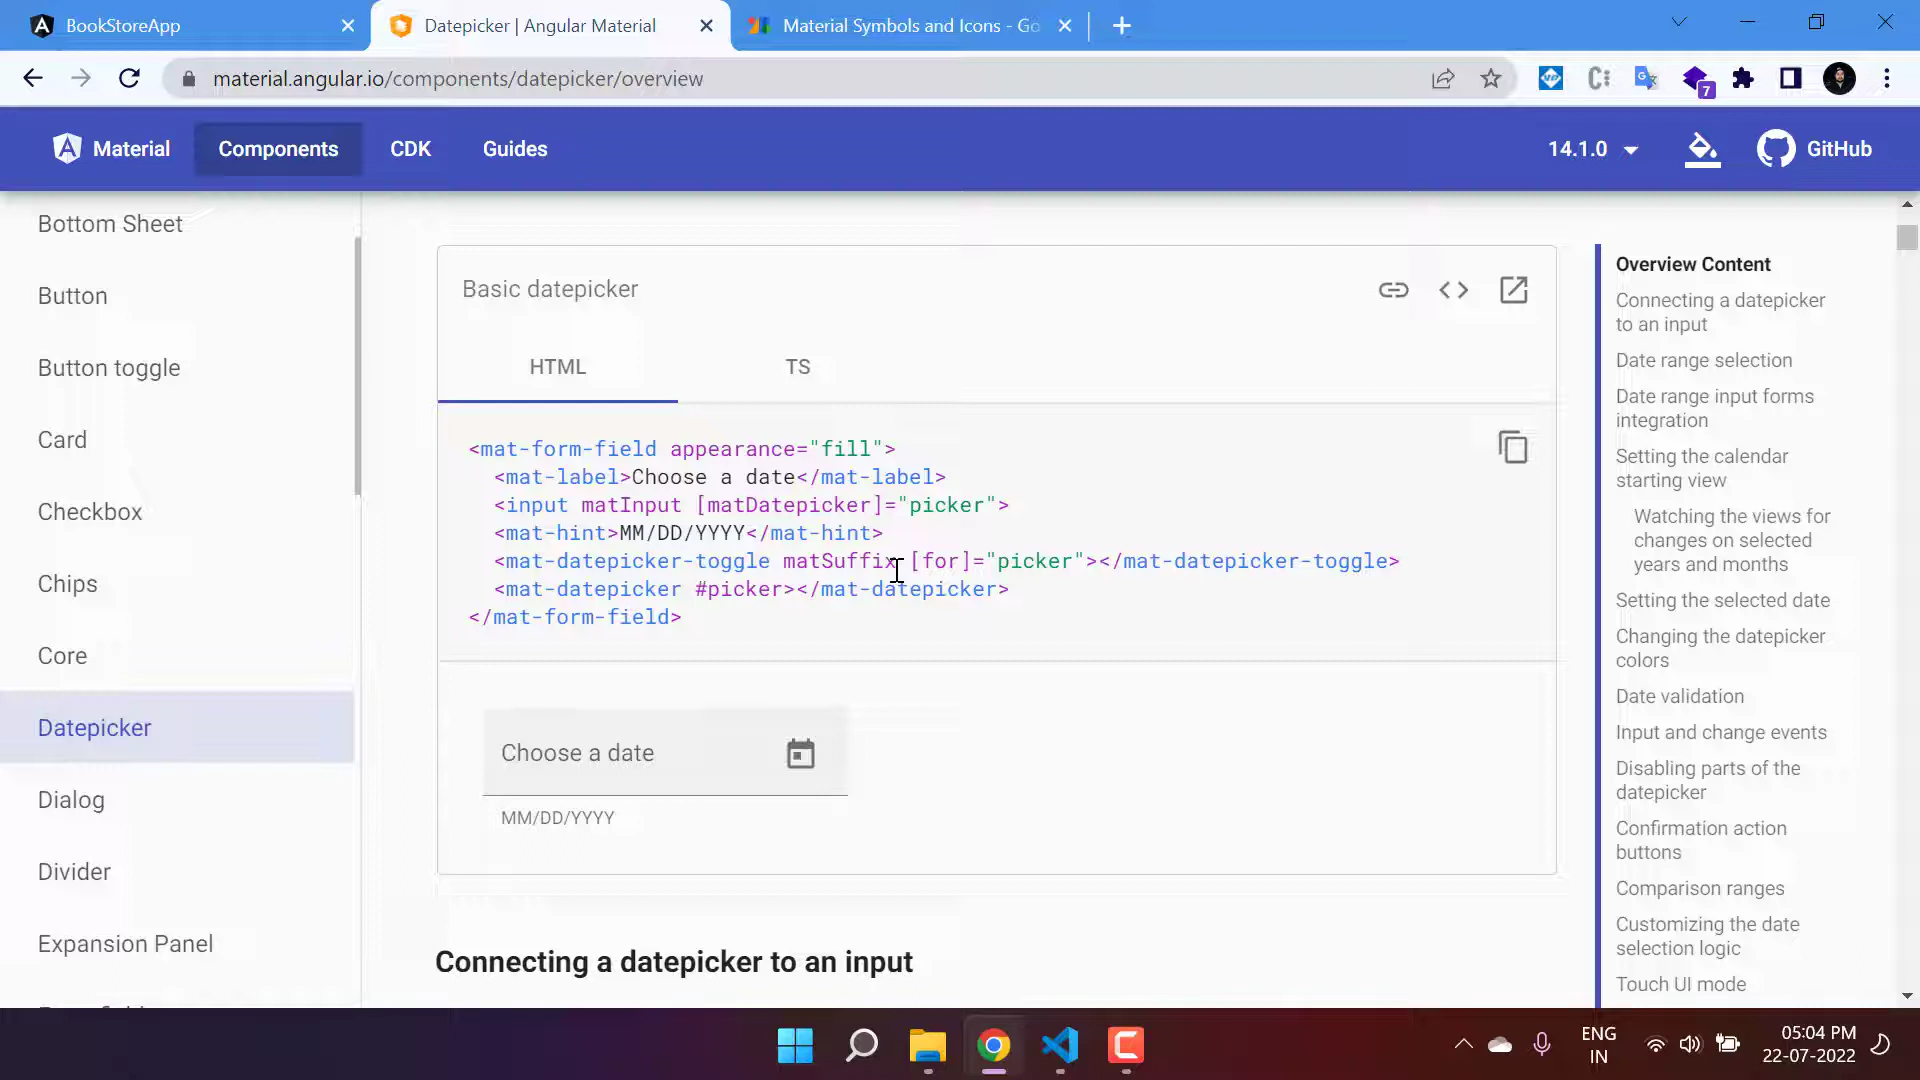 BookStoreApp
Datepicker | Angular Material
Material Symbols and Icons - Go
material.angular.io/components/datepicker/overview
7
Material
Components
CDK
Guides
14.1.0
GitHub
Bottom Sheet
Button
Button toggle
Card
Checkbox
Chips
Core
Datepicker
Dialog
Divider
Expansion Panel
Basic datepicker
HTML
TS
<mat-form-field appearance="fill">
<mat-label>Choose a date</mat-label>
<input matInput [matDatepicker]="picker">
<mat-hint>MM/DD/YYYY</mat-hint>
<mat-datepicker-toggle matSuffix [for]="picker"></mat-datepicker-toggle>
<mat-datepicker #picker></mat-datepicker>
</mat-form-field>
Choose a date
MM/DD/YYYY
Connecting a datepicker to an input
Overview Content
Connecting a datepicker
to an input
Date range selection
Date range input forms
integration
Setting the calendar
starting view
Watching the views for
changes on selected
years and months
Setting the selected date
Changing the datepicker
colors
Date validation
Input and change events
Disabling parts of the
datepicker
Confirmation action
buttons
Comparison ranges
Customizing the date
selection logic
Touch UI mode
ENG
IN
05:04 PM
22-07-2022